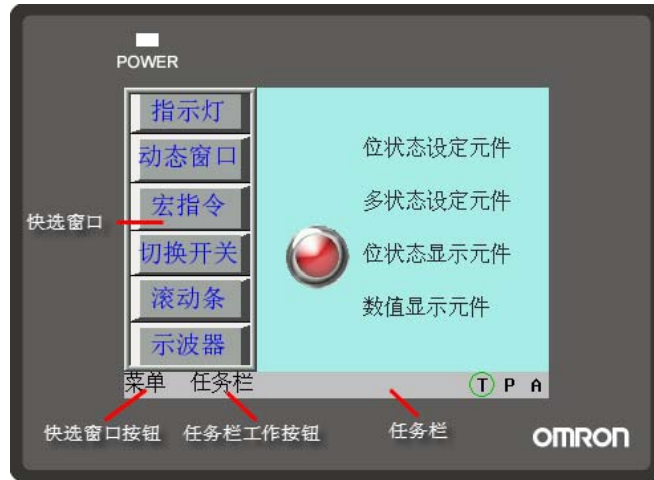 POWER
指示灯
动态窗口
位状态设定元件
宏指令
多状态设定元件
快选窗口
切换开关
位状态显示元件
滚动条
数值显示元件
示波器
菜单 任务栏 T P A
快选窗口按钮 任务栏工作按钮 任务栏
OMRON